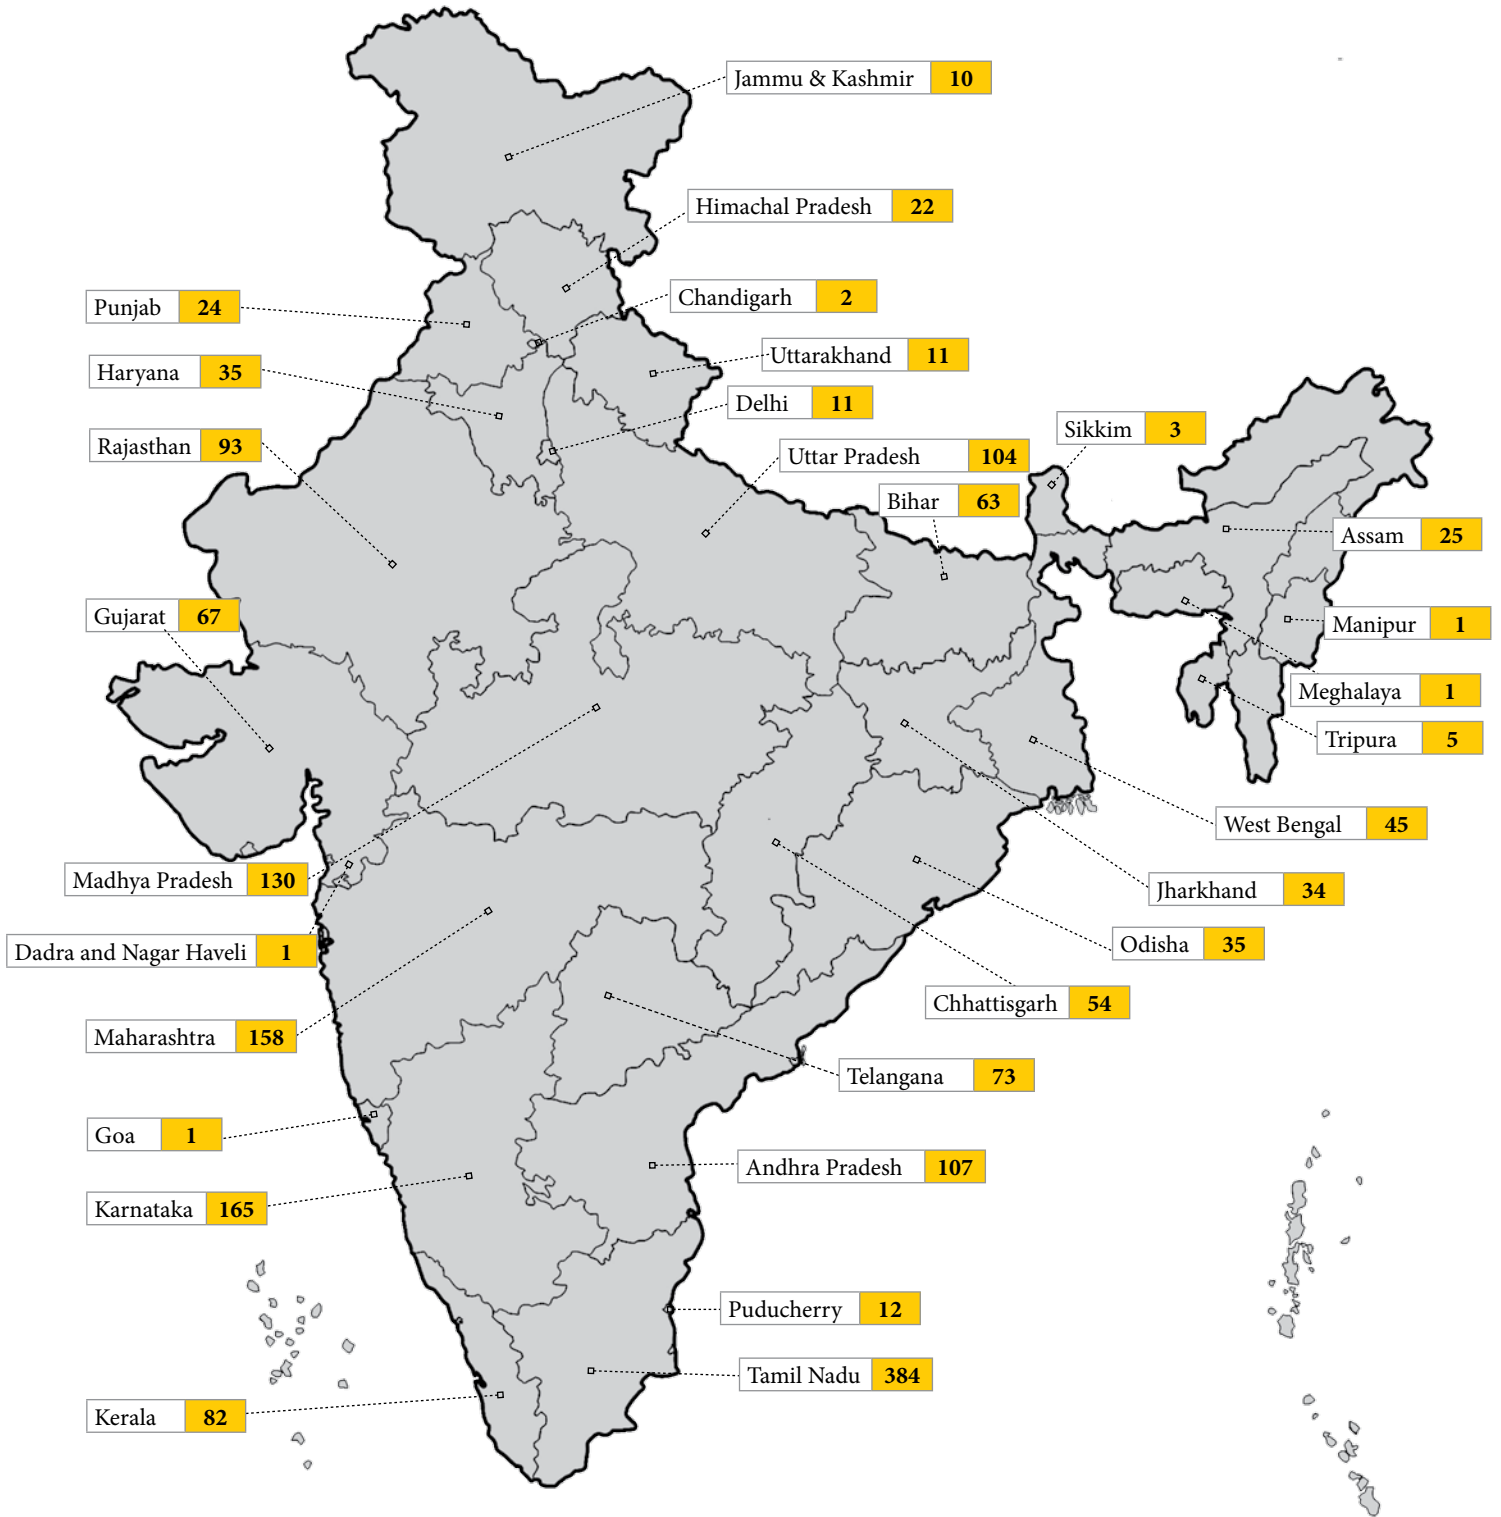 Jammu & Kashmir 10
Himachal Pradesh 22
Chandigarh 2
Punjab 24
Uttarakhand 11
Haryana 35
Delhi 11
Sikkim 3
Rajasthan 93
Uttar Pradesh 104
Bihar 63
Assam 25
Gujarat 67
Manipur 1
Meghalaya 1
Tripura 5
West Bengal 45
Madhya Pradesh 130
Jharkhand 34
Odisha 35
Dadra and Nagar Haveli 1
Chhattisgarh 54
Maharashtra 158
Telangana 73
Goa 1
Andhra Pradesh 107
Karnataka 165
Puducherry 12
Tamil Nadu 384
Kerala 82